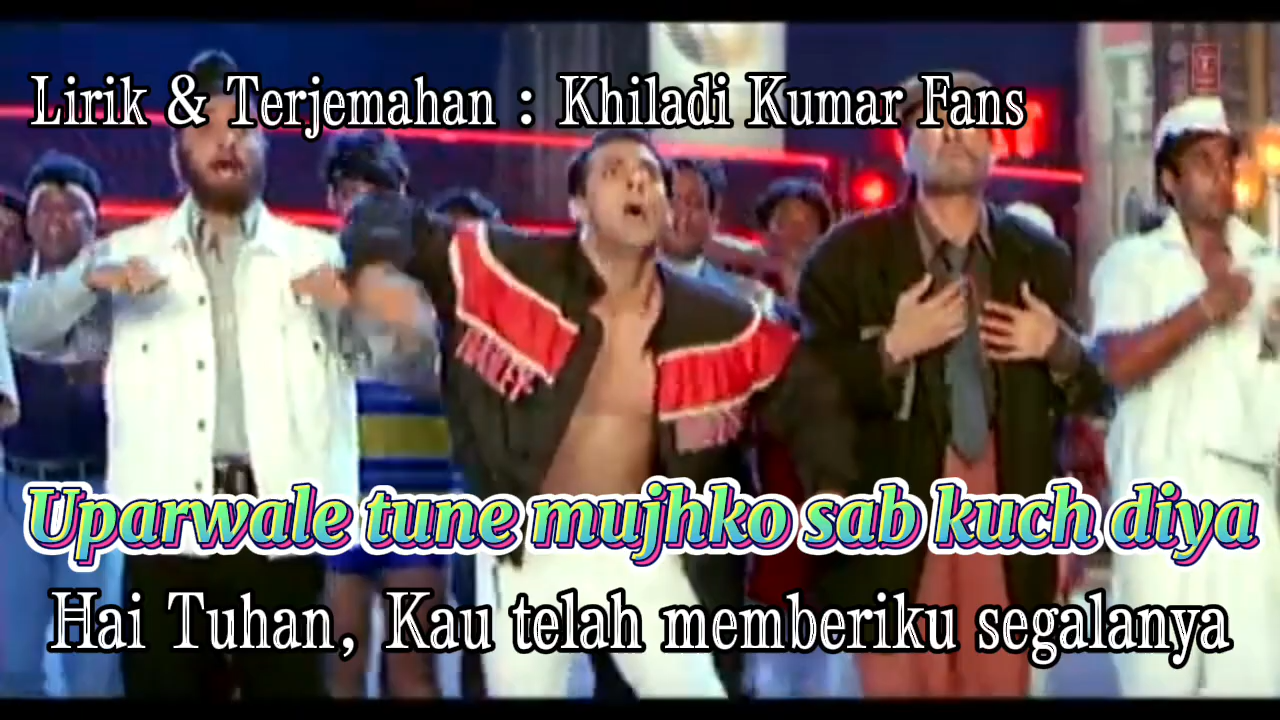 Lirik & Terjemahan : Khiladi Kumar Fans
Uparwale tune mujhko sab kuch diya
Hai Tuhan, Kau telah memberiku segalanya